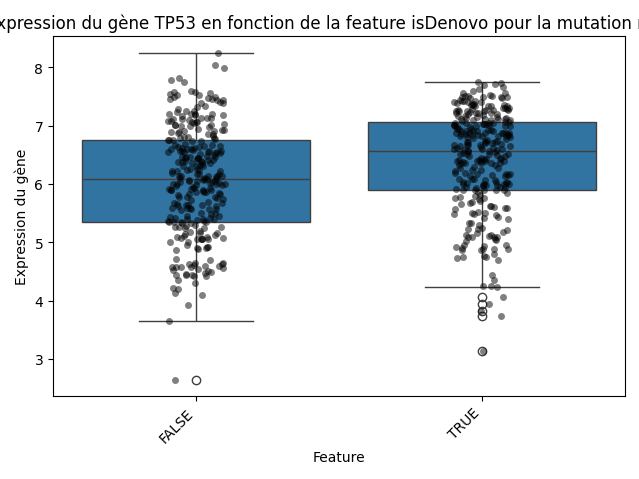 xpression du gène TP53 en fonction de la feature isDenovo pour la mutation
8
7
6
5
4
3
Expression du gène
FALSE
TRUE
Feature